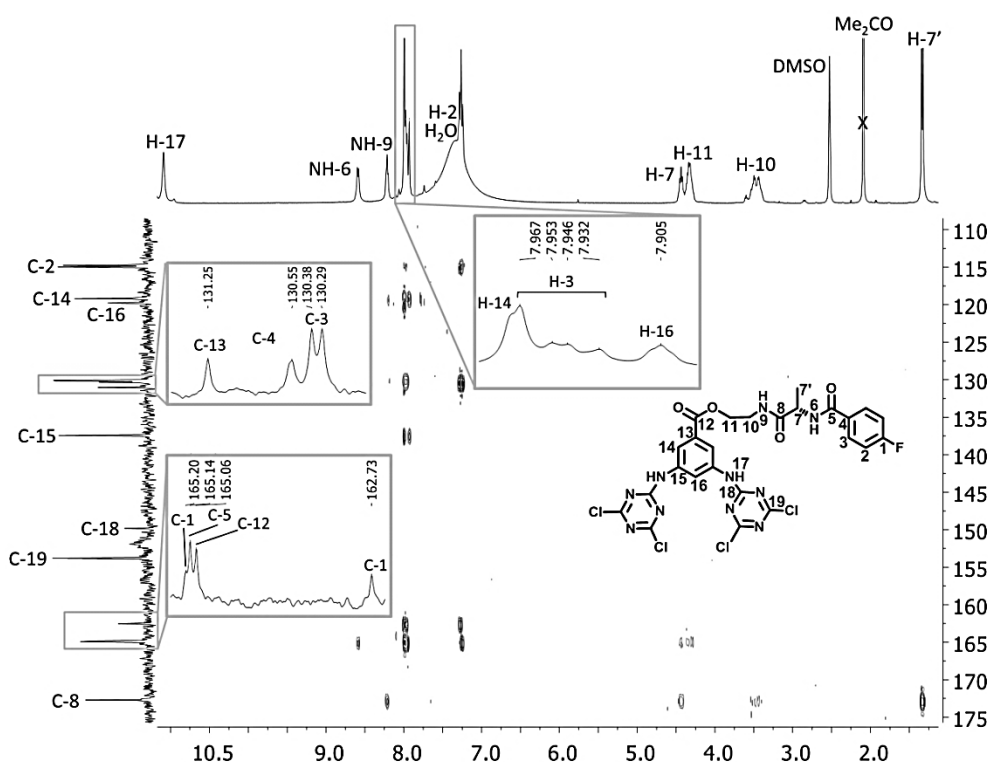 Me₂CO
H-7'
DMSO
H-2
H₂O
H-17
NH-6
NH-9
H-7
H-11
H-10
X
C-2
C-14
C-16
C-15
C-18
C-19
C-8
-131.25
130.55
130.38
130.29
C-13
C-4
C-3
165.20
165.14
165.06
-162.73
C-1
C-5
C-12
C-1
7.967
7.953
7.946
7.932
-7.905
H-14
H-3
H-16
O
O
12
11
10
H
N
9
8
O
7'
7
6
N
H
O
5
4
3
2
1
F
13
14
15
16
HN
17
NH
18
19
N
N
N
N
N
N
Cl
Cl
Cl
Cl
110
115
120
125
130
135
140
145
150
155
160
165
170
175
10.5
9.0
8.0
7.0
6.0
5.0
4.0
3.0
2.0